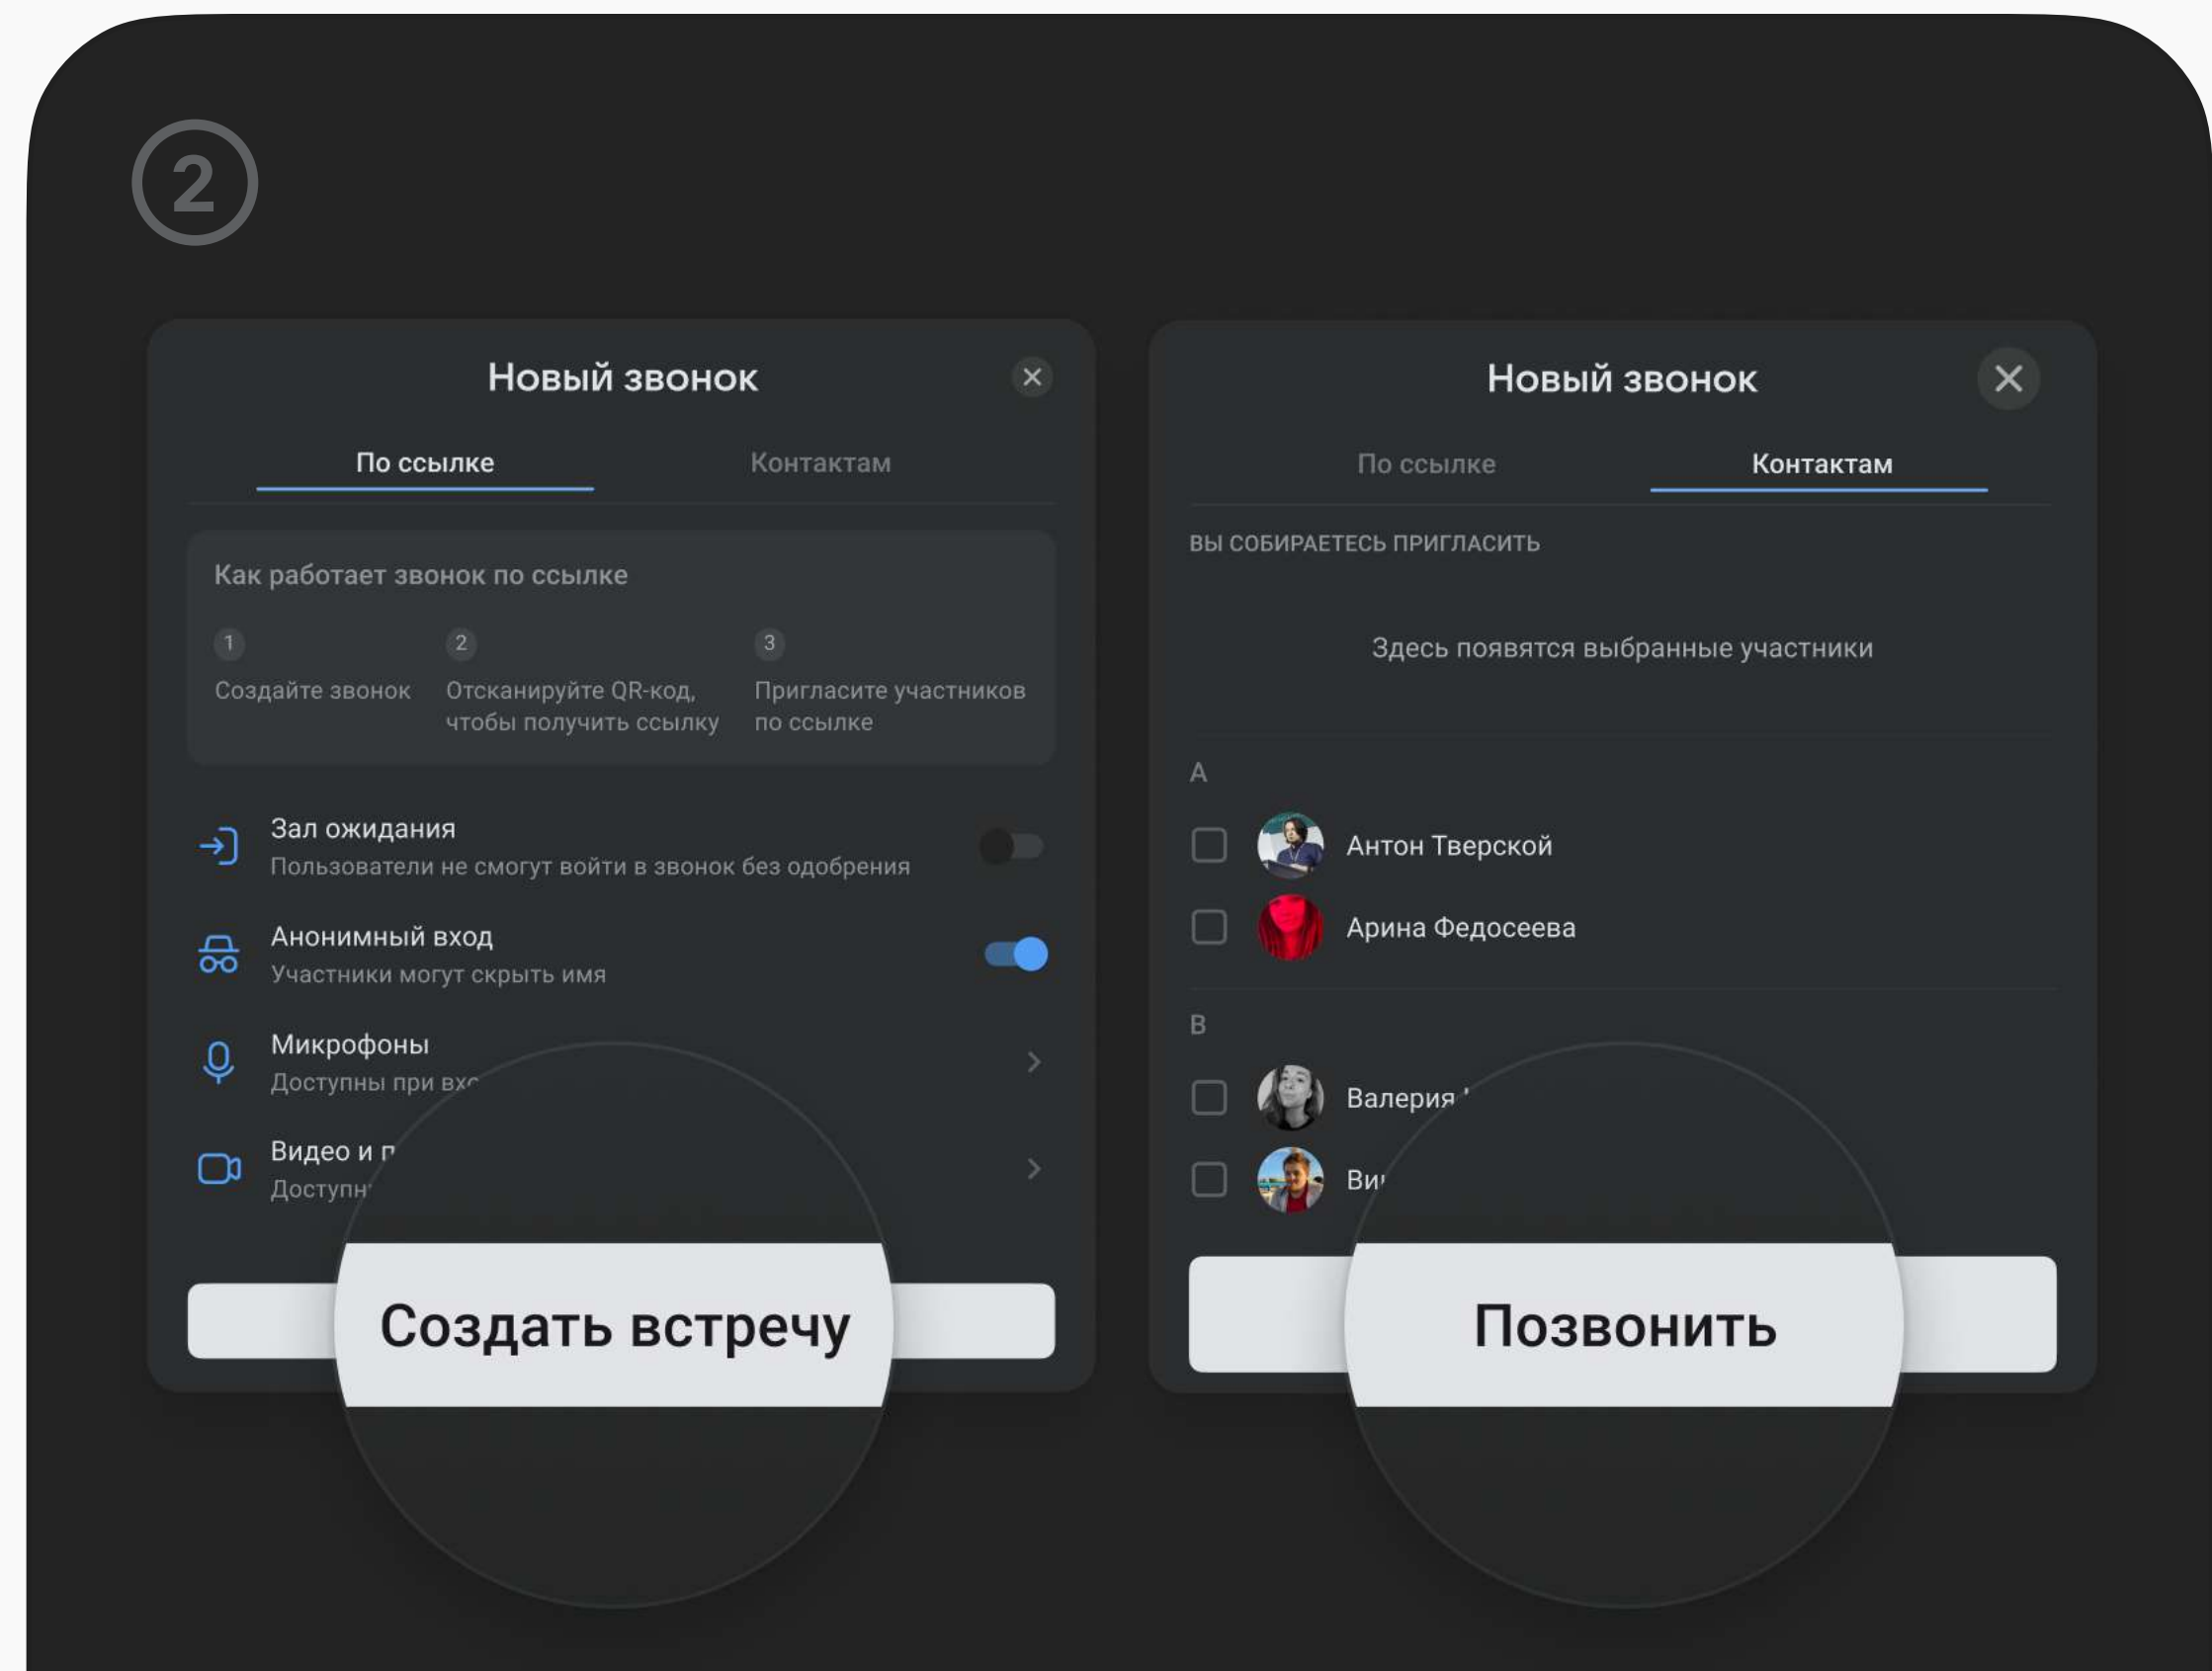 2
Новый звонок
По ссылке
Контактам
Как работает звонок по ссылке
1
Создайте звонок
2
Отсканируйте QR-код,
чтобы получить ссылку
3
Пригласите участников
по ссылке
Зал ожидания
Пользователи не смогут войти в звонок без одобрения
Анонимный вход
Участники могут скрыть имя
Микрофоны
Доступны при
Видео и
Создать встречу
Новый звонок
По ссылке
Контактам
ВЫ СОБИРАЕТЕСЬ ПРИГЛАСИТЬ
Здесь появятся выбранные участники
А
Антон Тверской
Арина Федосеева
В
Валерия
Позвонить